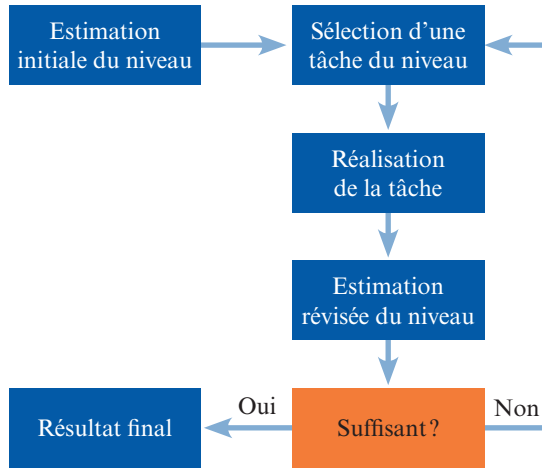 Estimation
initiale du niveau
Sélection d’une
tâche du niveau
Réalisation
de la tâche
Estimation
révisée du niveau
Résultat final
Oui
Suffisant ?
Non